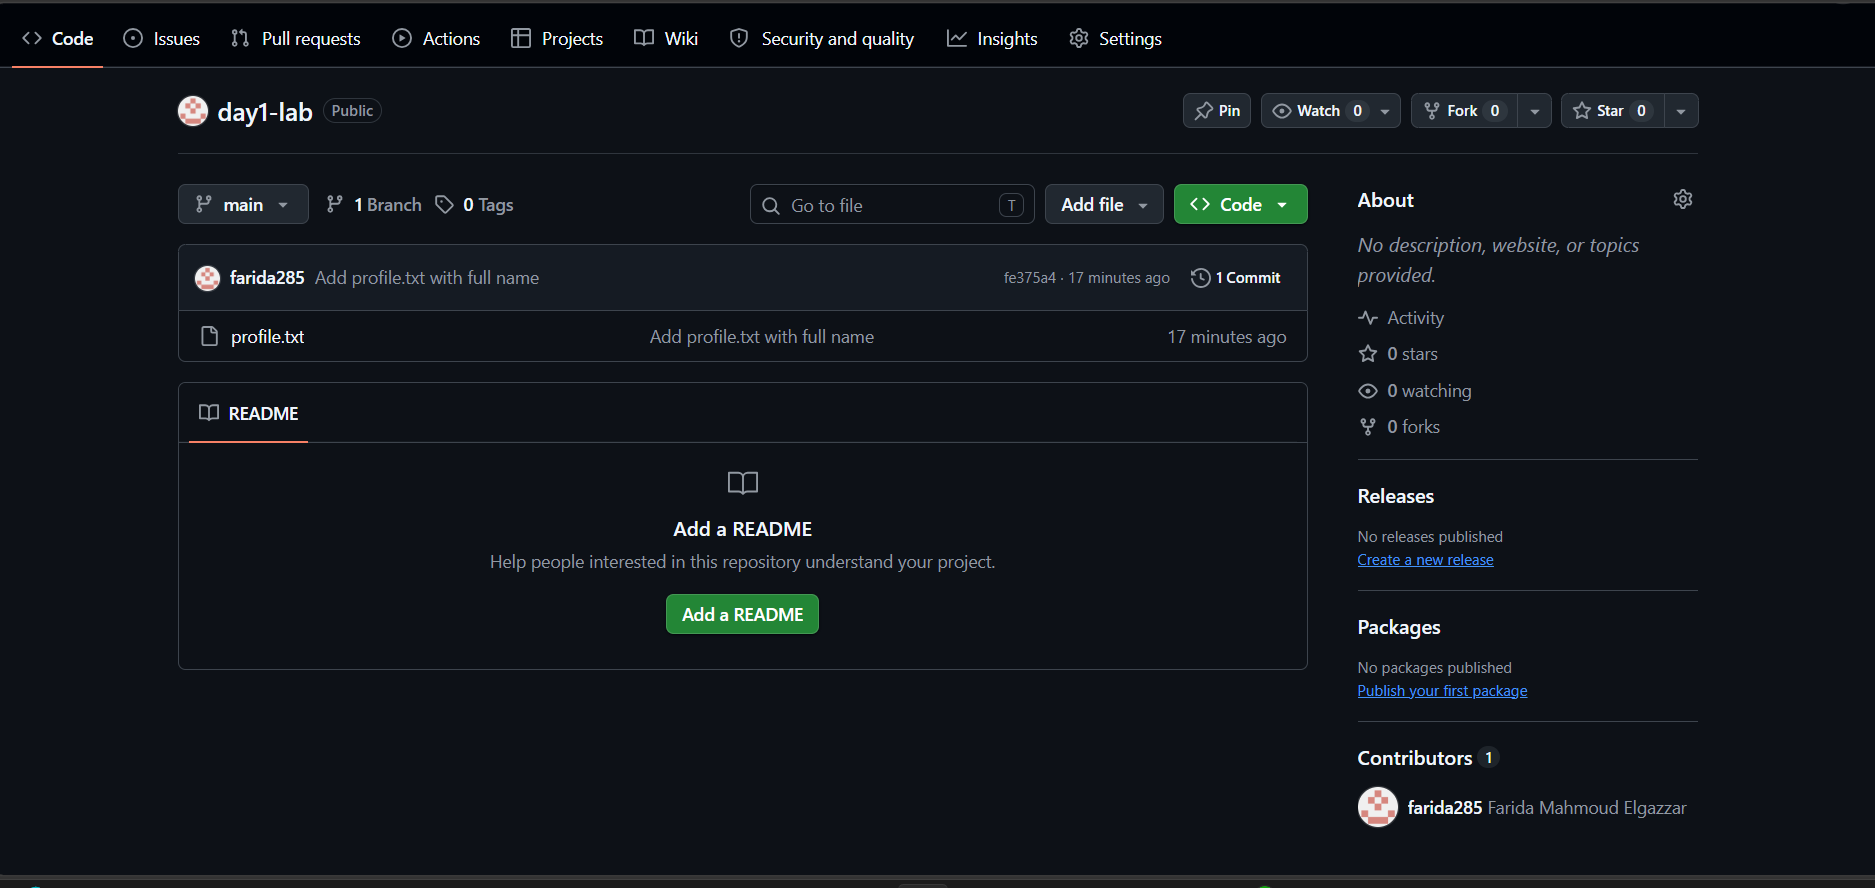 Code Issues Pull requests Actions Projects Wiki Security and quality Insights Settings
day1-lab Public
Pin Watch 0 Fork 0 Star 0
main 1 Branch 0 Tags Go to file T Add file Code
farida285 Add profile.txt with full name fe375a4 · 17 minutes ago 1 Commit
profile.txt Add profile.txt with full name 17 minutes ago
README
Add a README
Help people interested in this repository understand your project.
Add a README
About
No description, website, or topics
provided.
Activity
0 stars
0 watching
0 forks
Releases
No releases published
Create a new release
Packages
No packages published
Publish your first package
Contributors 1
farida285 Farida Mahmoud Elgazzar